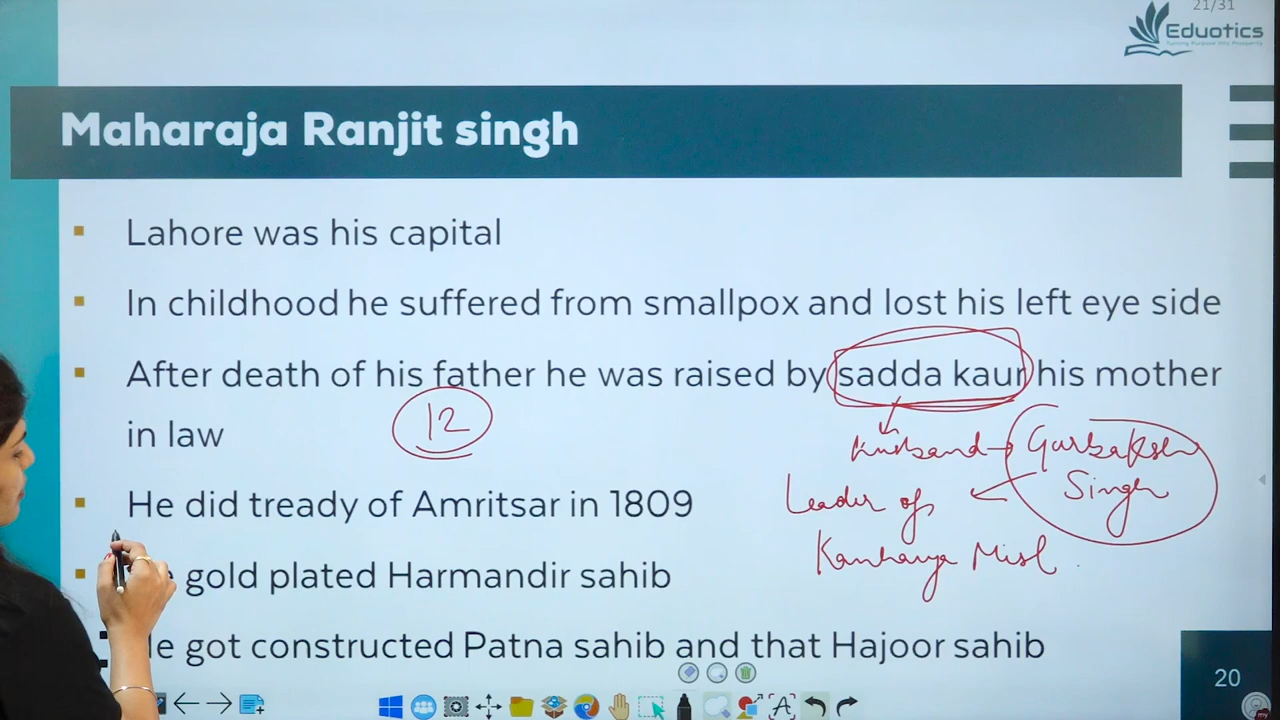 21/31
Eduotics
Maharaja Ranjit singh
Lahore was his capital
In childhood he suffered from smallpox and lost his left eye side
After death of his father he was raised by sadda kaur his mother
in law
12
husband → Gurbaksh
Singh
Leader of
Kanhaiya Misl
He did tready of Amritsar in 1809
gold plated Harmandir sahib
He got constructed Patna sahib and that Hajoor sahib
20